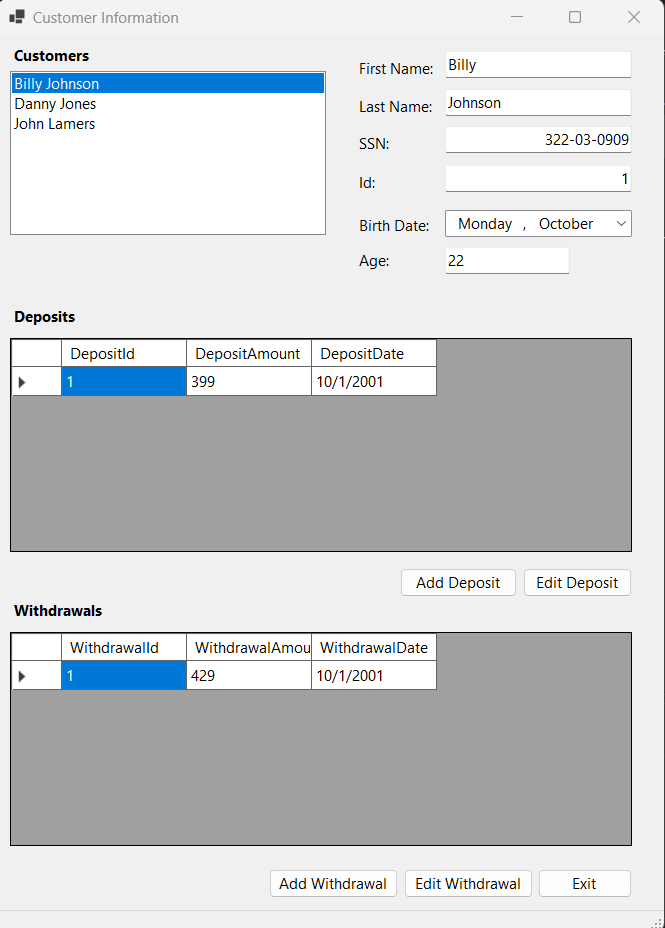 Customer Information
Customers
Billy Johnson
Danny Jones
John Lamers
First Name: Billy
Last Name: Johnson
SSN: 322-03-0909
Id: 1
Birth Date: Monday , October
Age: 22
Deposits
DepositId DepositAmount DepositDate
1 399 10/1/2001
Add Deposit Edit Deposit
Withdrawals
WithdrawalId WithdrawalAmou WithdrawalDate
1 429 10/1/2001
Add Withdrawal Edit Withdrawal Exit